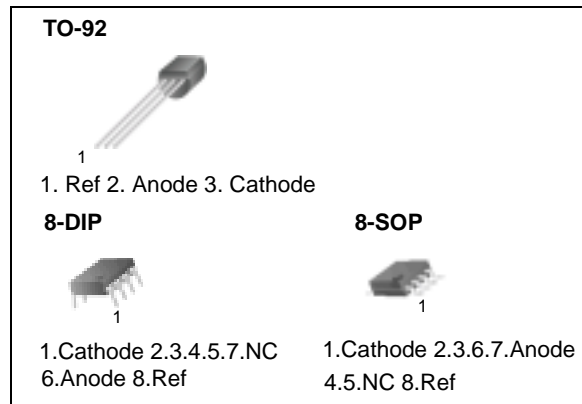 TO-92
1
1. Ref 2. Anode 3. Cathode
8-DIP
1
1.Cathode 2.3.4.5.7.NC
6.Anode 8.Ref
8-SOP
1
1.Cathode 2.3.6.7.Anode
4.5.NC 8.Ref